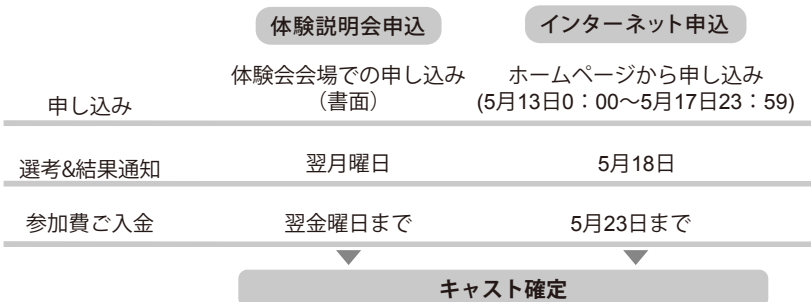 体験説明会申込 インターネット申込
体験会会場での申し込み ホームページから申し込み
申し込み （書面） (5月13日0：00～5月17日23：59)
選考&結果通知 翌月曜日 5月18日
参加費ご入金 翌金曜日まで 5月23日まで
キャスト確定